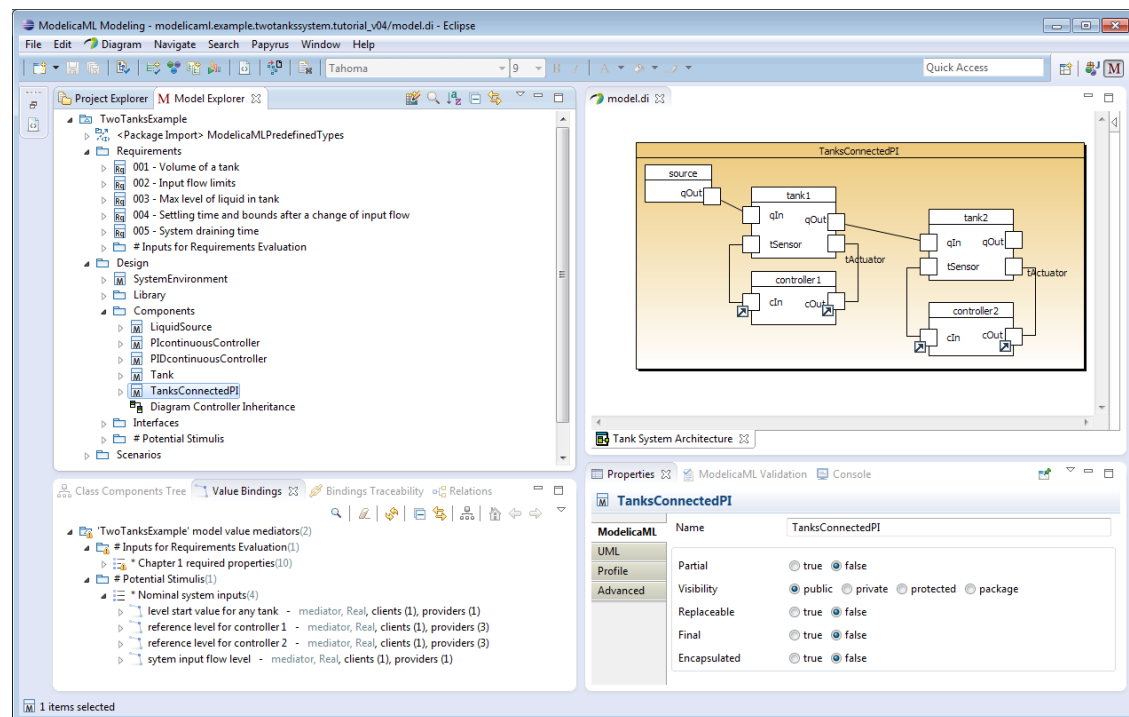 ModelicaML Modeling - modelicaml.example.twotankssystem.tutorial_v04/model.di - Eclipse
File Edit Diagram Navigate Search Papyrus Window Help
Tahoma 9 Quick Access M
Project Explorer M Model Explorer
TwoTanksExample
<Package Import> ModelicaMLPredefinedTypes
Requirements
Rq 001 - Volume of a tank
Rq 002 - Input flow limits
Rq 003 - Max level of liquid in tank
Rq 004 - Settling time and bounds after a change of input flow
Rq 005 - System draining time
# Inputs for Requirements Evaluation
Design
M SystemEnvironment
Library
Components
M LiquidSource
M PIcontinuousController
M PIDcontinuousController
M Tank
M TanksConnectedPI
Diagram Controller Inheritance
Interfaces
# Potential Stimulis
Scenarios
model.di
TanksConnectedPI
source
qOut
tank1
qIn qOut
tSensor
tActuator
controller1
cIn cOut
tank2
qIn qOut
tSensor
tActuator
controller2
cIn cOut
Tank System Architecture
Class Components Tree Value Bindings Bindings Traceability Relations
'TwoTanksExample' model value mediators(2)
# Inputs for Requirements Evaluation(1)
* Chapter 1 required properties(10)
# Potential Stimulis(1)
* Nominal system inputs(4)
level start value for any tank - mediator, Real, clients (1), providers (1)
reference level for controller 1 - mediator, Real, clients (1), providers (3)
reference level for controller 2 - mediator, Real, clients (1), providers (3)
sytem input flow level - mediator, Real, clients (1), providers (1)
Properties ModelicaML Validation Console
M TanksConnectedPI
ModelicaML
UML
Profile
Advanced
Name TanksConnectedPI
Partial true false
Visibility public private protected package
Replaceable true false
Final true false
Encapsulated true false
M 1 items selected